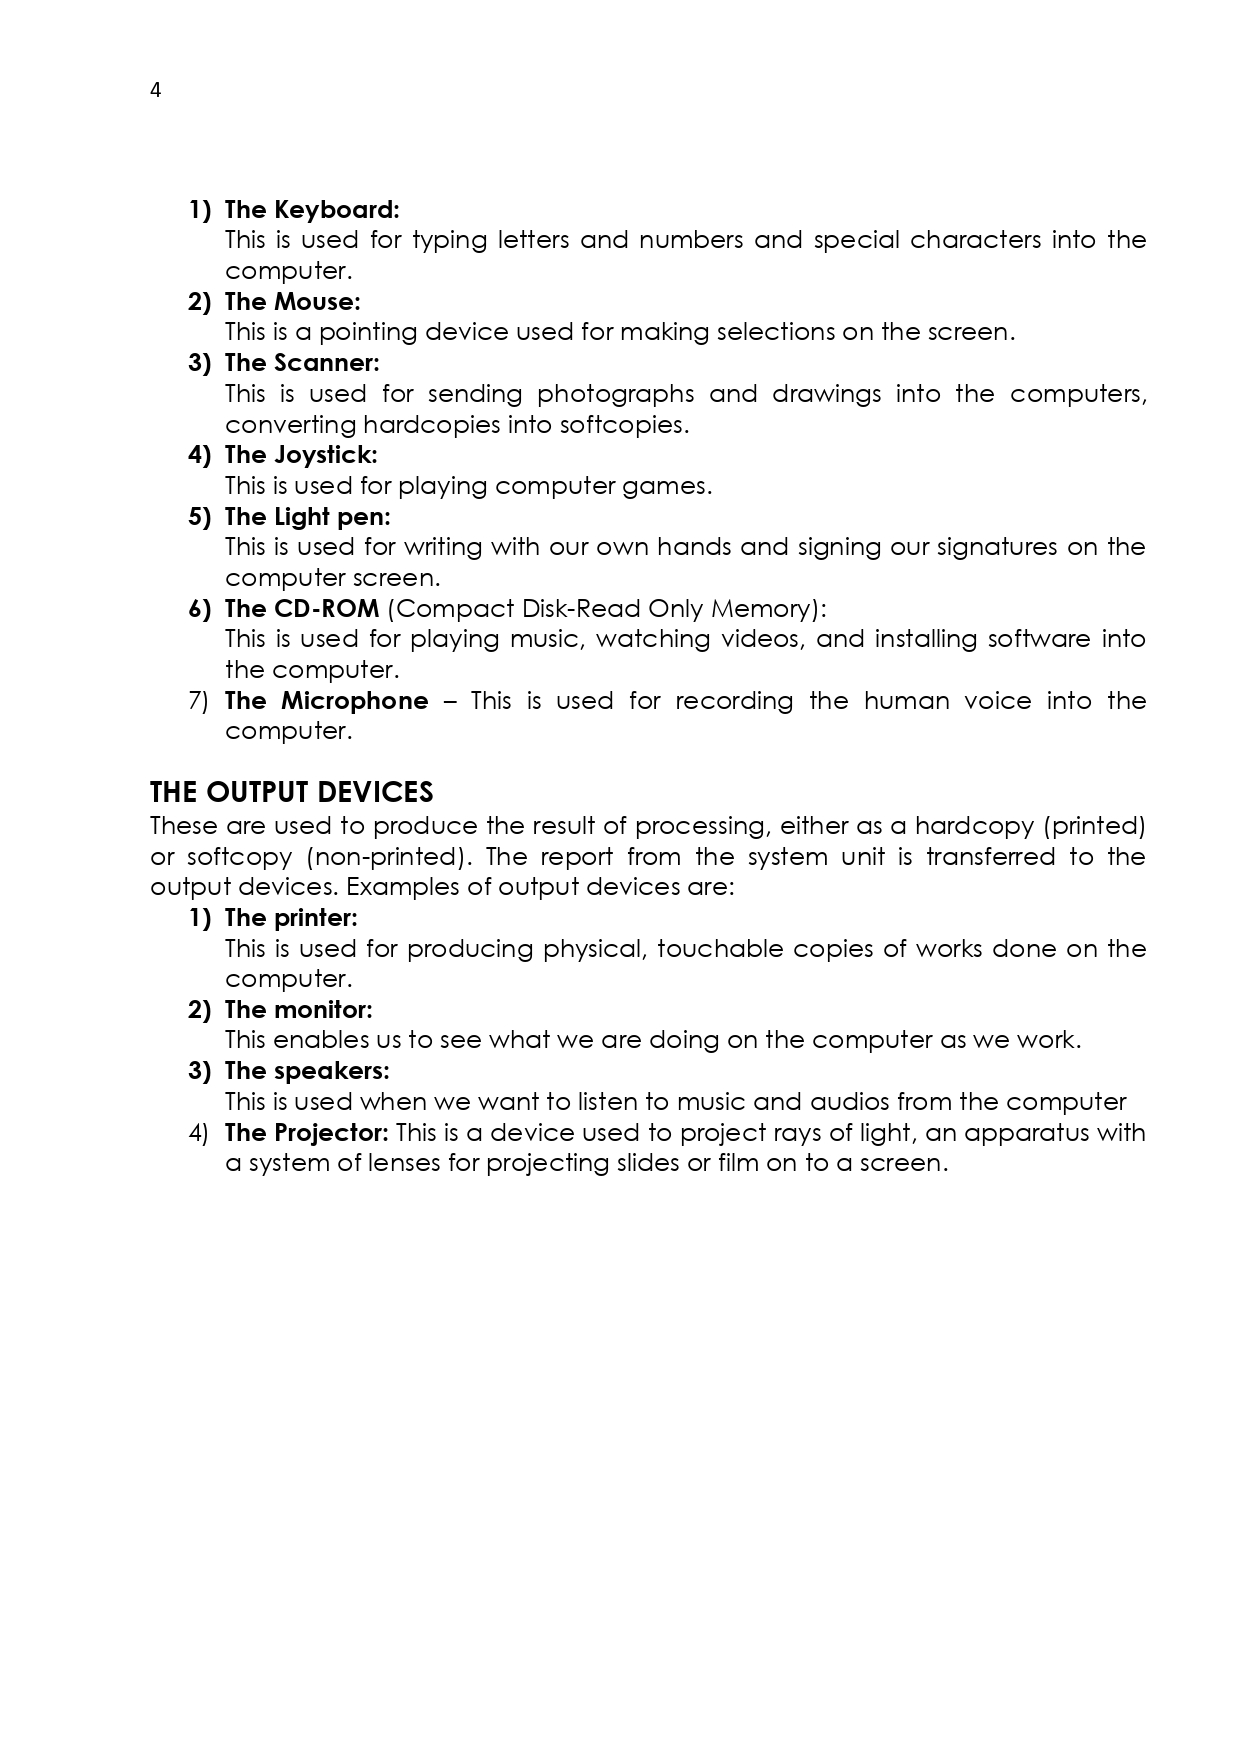 4
1) The Keyboard:
This is used for typing letters and numbers and special characters into the
computer.
2) The Mouse:
This is a pointing device used for making selections on the screen.
3) The Scanner:
This is used for sending photographs and drawings into the computers,
converting hardcopies into softcopies.
4) The Joystick:
This is used for playing computer games.
5) The Light pen:
This is used for writing with our own hands and signing our signatures on the
computer screen.
6) The CD-ROM (Compact Disk-Read Only Memory):
This is used for playing music, watching videos, and installing software into
the computer.
7) The Microphone – This is used for recording the human voice into the
computer.
THE OUTPUT DEVICES
These are used to produce the result of processing, either as a hardcopy (printed)
or softcopy (non-printed). The report from the system unit is transferred to the
output devices. Examples of output devices are:
1) The printer:
This is used for producing physical, touchable copies of works done on the
computer.
2) The monitor:
This enables us to see what we are doing on the computer as we work.
3) The speakers:
This is used when we want to listen to music and audios from the computer
4) The Projector: This is a device used to project rays of light, an apparatus with
a system of lenses for projecting slides or film on to a screen.